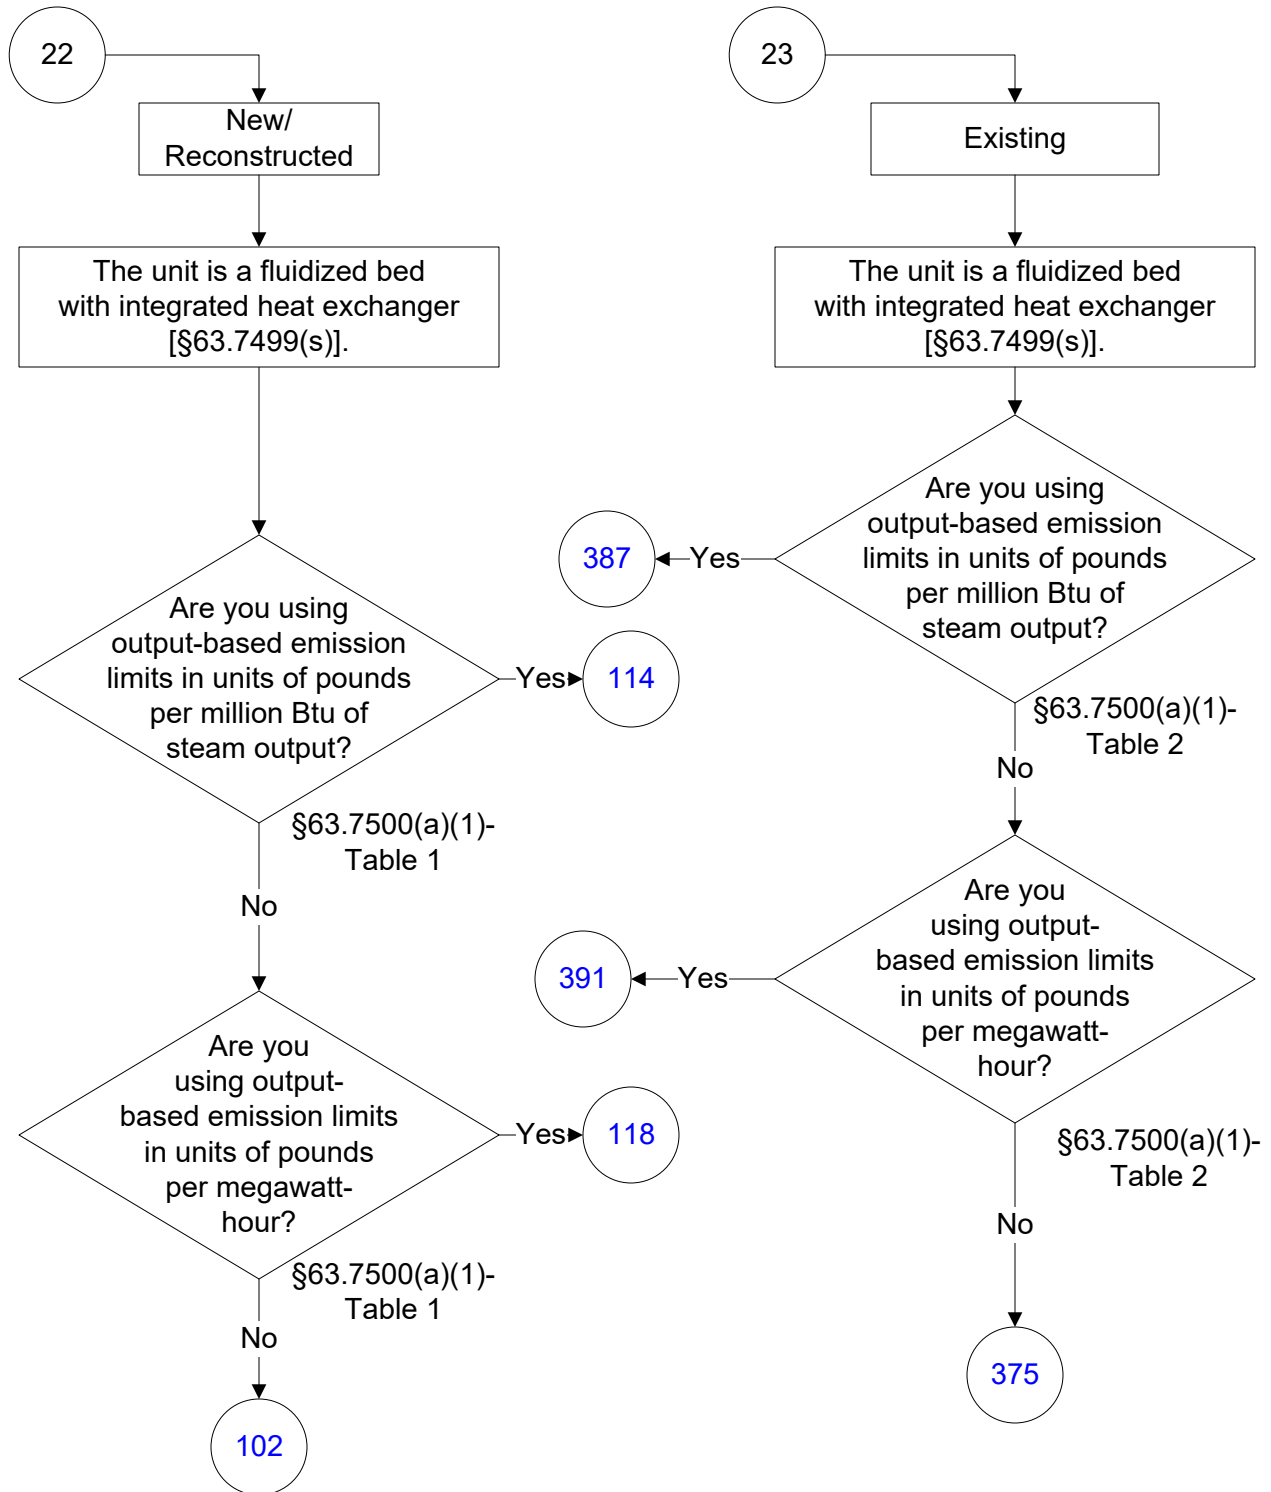 22
New/
Reconstructed
The unit is a fluidized bed
with integrated heat exchanger
[§63.7499(s)].
Are you using
output-based emission
limits in units of pounds
per million Btu of
steam output?
Yes
114
§63.7500(a)(1)-
Table 1
No
Are you
using output-
based emission limits
in units of pounds
per megawatt-
hour?
Yes
118
§63.7500(a)(1)-
Table 1
No
102
23
Existing
The unit is a fluidized bed
with integrated heat exchanger
[§63.7499(s)].
Are you using
output-based emission
limits in units of pounds
per million Btu of
steam output?
Yes
387
§63.7500(a)(1)-
Table 2
No
Are you
using output-
based emission limits
in units of pounds
per megawatt-
hour?
Yes
391
§63.7500(a)(1)-
Table 2
No
375